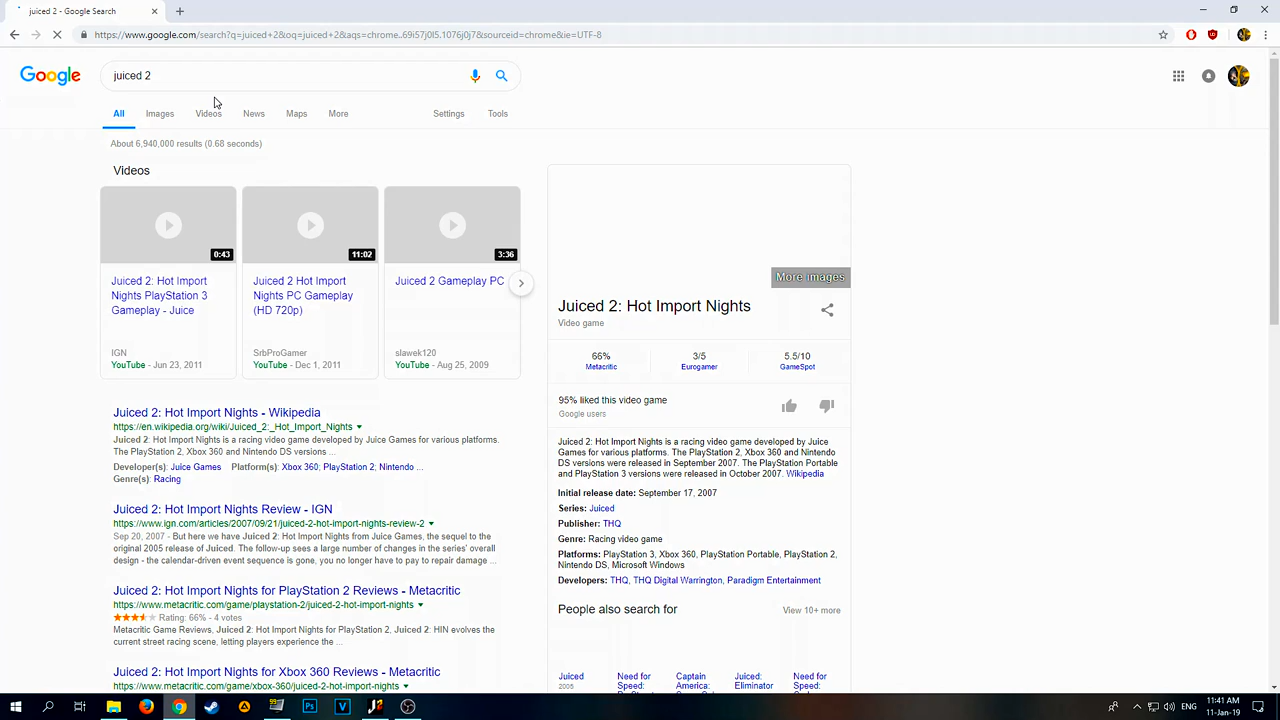 juiced 2 - Google Search
https://www.google.com/search?q=juiced+2&oq=juiced+2&aqs=chrome..69i57j0l5.1076j0j7&sourceid=chrome&ie=UTF-8
Google
juiced 2
All Images Videos News Maps More Settings Tools
About 6,940,000 results (0.68 seconds)
Videos
0:43
11:02
3:36
Juiced 2: Hot Import
Nights PlayStation 3
Gameplay - Juice
IGN
YouTube - Jun 23, 2011
Juiced 2 Hot Import
Nights PC Gameplay
(HD 720p)
SrbProGamer
YouTube - Dec 1, 2011
Juiced 2 Gameplay PC
slawek120
YouTube - Aug 25, 2009
Juiced 2: Hot Import Nights - Wikipedia
https://en.wikipedia.org/wiki/Juiced_2:_Hot_Import_Nights
Juiced 2: Hot Import Nights is a racing video game developed by Juice Games for various platforms.
The PlayStation 2, Xbox 360 and Nintendo DS versions were ...
Developer(s): Juice Games Platform(s): Xbox 360; PlayStation 2; Nintendo ...
Genre(s): Racing
Juiced 2: Hot Import Nights Review - IGN
https://www.ign.com/articles/2007/09/21/juiced-2-hot-import-nights-review-2
Sep 20, 2007 - But here we have Juiced 2: Hot Import Nights from Juice Games, the sequel to the
original 2005 release of Juiced. The follow-up sees a large number of changes in the series' overall
design - the calendar-driven event sequence is gone, you no longer have to pay to repair damage ...
Juiced 2: Hot Import Nights for PlayStation 2 Reviews - Metacritic
https://www.metacritic.com/game/playstation-2/juiced-2-hot-import-nights
Rating: 66% - 4 votes
Metacritic Game Reviews, Juiced 2: Hot Import Nights for PlayStation 2, Juiced 2: HIN evolves the
current street racing scene, letting players experience the ...
Juiced 2: Hot Import Nights for Xbox 360 Reviews - Metacritic
https://www.metacritic.com/game/xbox-360/juiced-2-hot-import-nights
More images
Juiced 2: Hot Import Nights
Video game
66% 3/5 5.5/10
Metacritic Eurogamer GameSpot
95% liked this video game
Google users
Juiced 2: Hot Import Nights is a racing video game developed by Juice
Games for various platforms. The PlayStation 2, Xbox 360 and Nintendo
DS versions were released in September 2007. The PlayStation Portable
and PlayStation 3 versions were released in October 2007. Wikipedia
Initial release date: September 17, 2007
Series: Juiced
Publisher: THQ
Genre: Racing video game
Platforms: PlayStation 3, Xbox 360, PlayStation Portable, PlayStation 2,
Nintendo DS, Microsoft Windows
Developers: THQ, THQ Digital Warrington, Paradigm Entertainment
People also search for View 10+ more
Juiced
2005
Need for
Speed:
Captain
America:
Juiced:
Eliminator
Need for
Speed:
ENG
11:41 AM
11-Jan-19